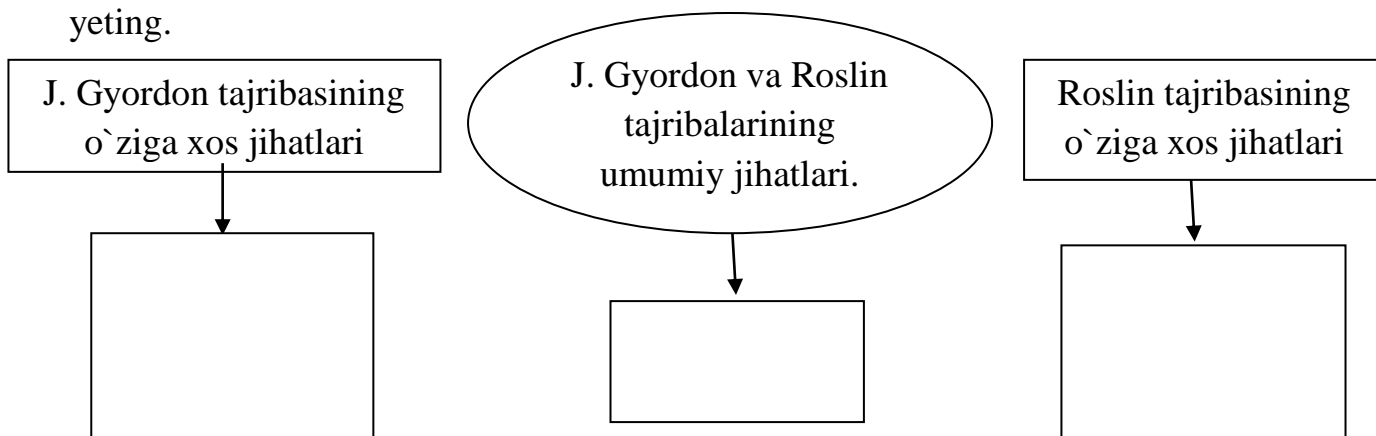 yeting.
J. Gyordon tajribasining
o`ziga xos jihatlari
J. Gyordon va Roslin
tajribalarining
umumiy jihatlari.
Roslin tajribasining
o`ziga xos jihatlari